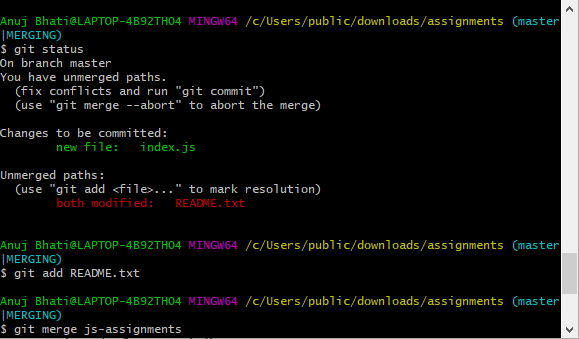 Anuj Bhati@LAPTOP-4B92TH04 MINGW64 /c/Users/public/downloads/assignments (master
|MERGING)
$ git status
On branch master
You have unmerged paths.
  (fix conflicts and run "git commit")
  (use "git merge --abort" to abort the merge)

Changes to be committed:
        new file:   index.js

Unmerged paths:
  (use "git add <file>..." to mark resolution)
        both modified:   README.txt

Anuj Bhati@LAPTOP-4B92TH04 MINGW64 /c/Users/public/downloads/assignments (master
|MERGING)
$ git add README.txt

Anuj Bhati@LAPTOP-4B92TH04 MINGW64 /c/Users/public/downloads/assignments (master
|MERGING)
$ git merge js-assignments